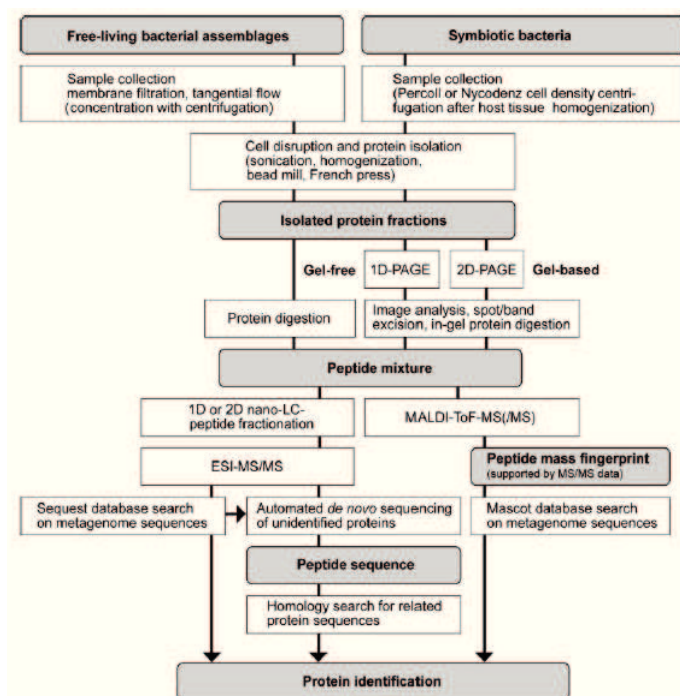 Free-living bacterial assemblages
Symbiotic bacteria
Sample collection
membrane filtration, tangential flow
(concentration with centrifugation)
Sample collection
(Percoll or Nycodenz cell density centri-
fugation after host tissue homogenization)
Cell disruption and protein isolation
(sonication, homogenization,
bead mill, French press)
Isolated protein fractions
Gel-free
1D-PAGE
2D-PAGE
Gel-based
Protein digestion
Image analysis, spot/band
excision, in-gel protein digestion
Peptide mixture
1D or 2D nano-LC-
peptide fractionation
MALDI-ToF-MS(/MS)
ESI-MS/MS
Peptide mass fingerprint
(supported by MS/MS data)
Sequest database search
on metagenome sequences
Automated de novo sequencing
of unidentified proteins
Mascot database search
on metagenome sequences
Peptide sequence
Homology search for related
protein sequences
Protein identification